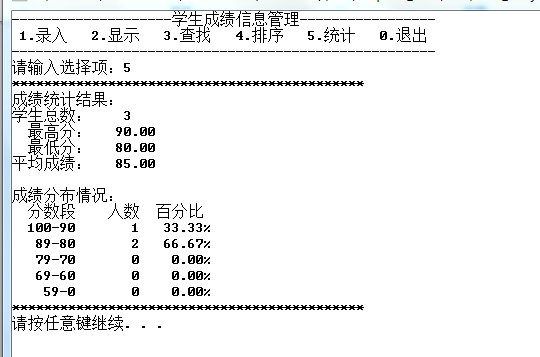 --------------------学生成绩信息管理-----------------
1.录入 2.显示 3.查找 4.排序 5.统计 0.退出
-----------------------------------------------------
请输入选择项：5
********************************************
成绩统计结果：
学生总数： 3
最高分： 90.00
最低分： 80.00
平均成绩： 85.00
成绩分布情况：
分数段 人数 百分比
100-90 1 33.33%
89-80 2 66.67%
79-70 0 0.00%
69-60 0 0.00%
59-0 0 0.00%
********************************************
请按任意键继续. . .